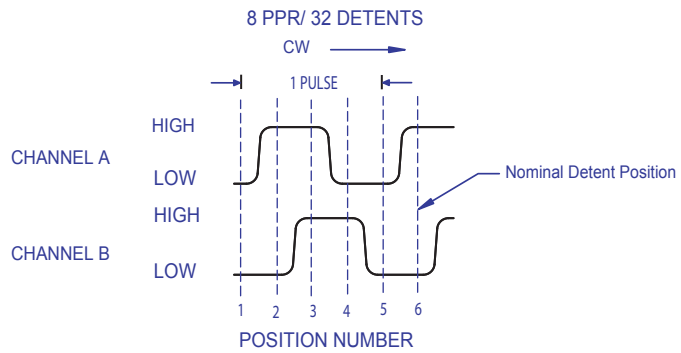 8 PPR/ 32 DETENTS
CW
1 PULSE
HIGH
CHANNEL A
LOW
Nominal Detent Position
HIGH
CHANNEL B
LOW
1 2 3 4 5 6
POSITION NUMBER